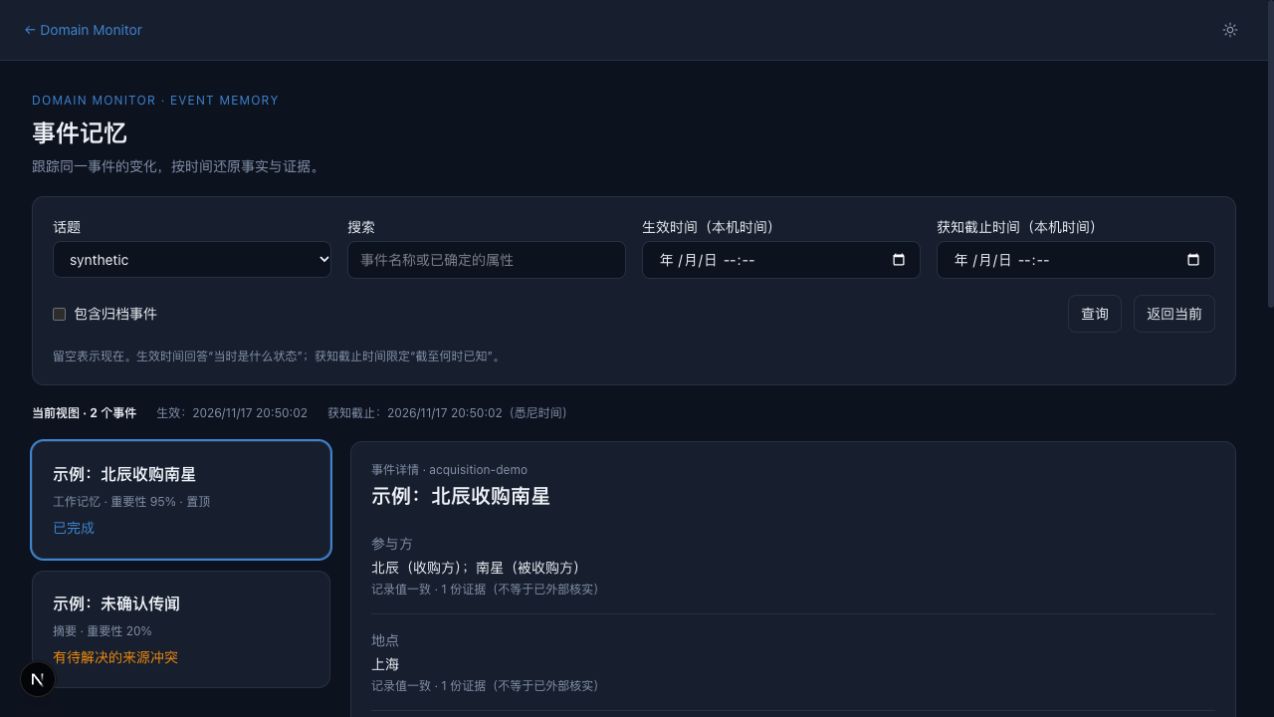 ← Domain Monitor
DOMAIN MONITOR · EVENT MEMORY
事件记忆
跟踪同一事件的变化，按时间还原事实与证据。
话题
搜索
生效时间（本机时间）
获知截止时间（本机时间）
synthetic
事件名称或已确定的属性
年 /月/日 --:--
年 /月/日 --:--
包含归档事件
查询
返回当前
留空表示现在。生效时间回答“当时是什么状态”；获知截止时间限定“截至何时已知”。
当前视图 · 2 个事件 生效：2026/11/17 20:50:02 获知截止：2026/11/17 20:50:02（悉尼时间）
示例：北辰收购南星
工作记忆 · 重要性 95% · 置顶
已完成
示例：未确认传闻
摘要 · 重要性 20%
有待解决的来源冲突
N
事件详情 · acquisition-demo
示例：北辰收购南星
参与方
北辰（收购方）；南星（被收购方）
记录值一致 · 1 份证据（不等于已外部核实）
地点
上海
记录值一致 · 1 份证据（不等于已外部核实）